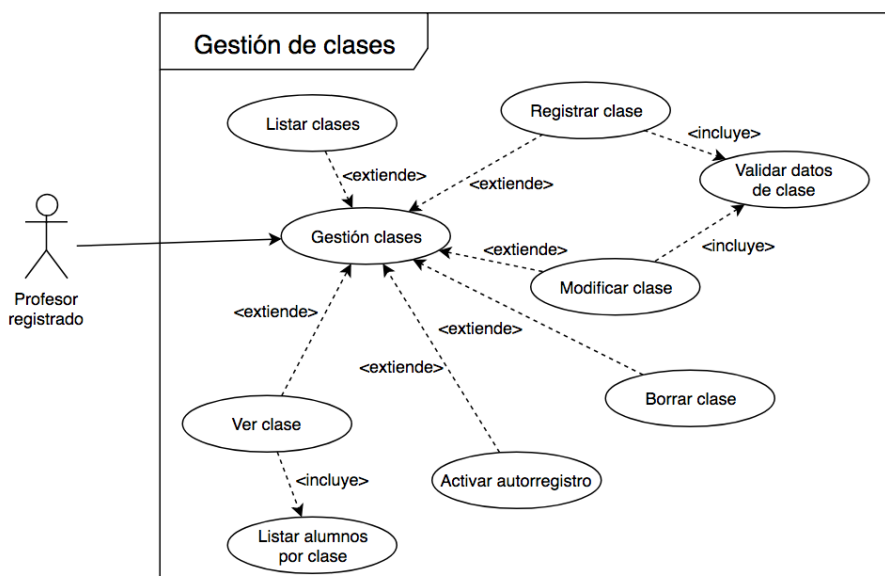 Gestión de clases
Listar clases
Registrar clase
<incluye>
Validar datos
de clase
<extiende>
<extiende>
Gestión clases
<extiende>
<incluye>
Modificar clase
Profesor
registrado
<extiende>
<extiende>
<extiende>
Borrar clase
Ver clase
Activar autorregistro
<incluye>
Listar alumnos
por clase